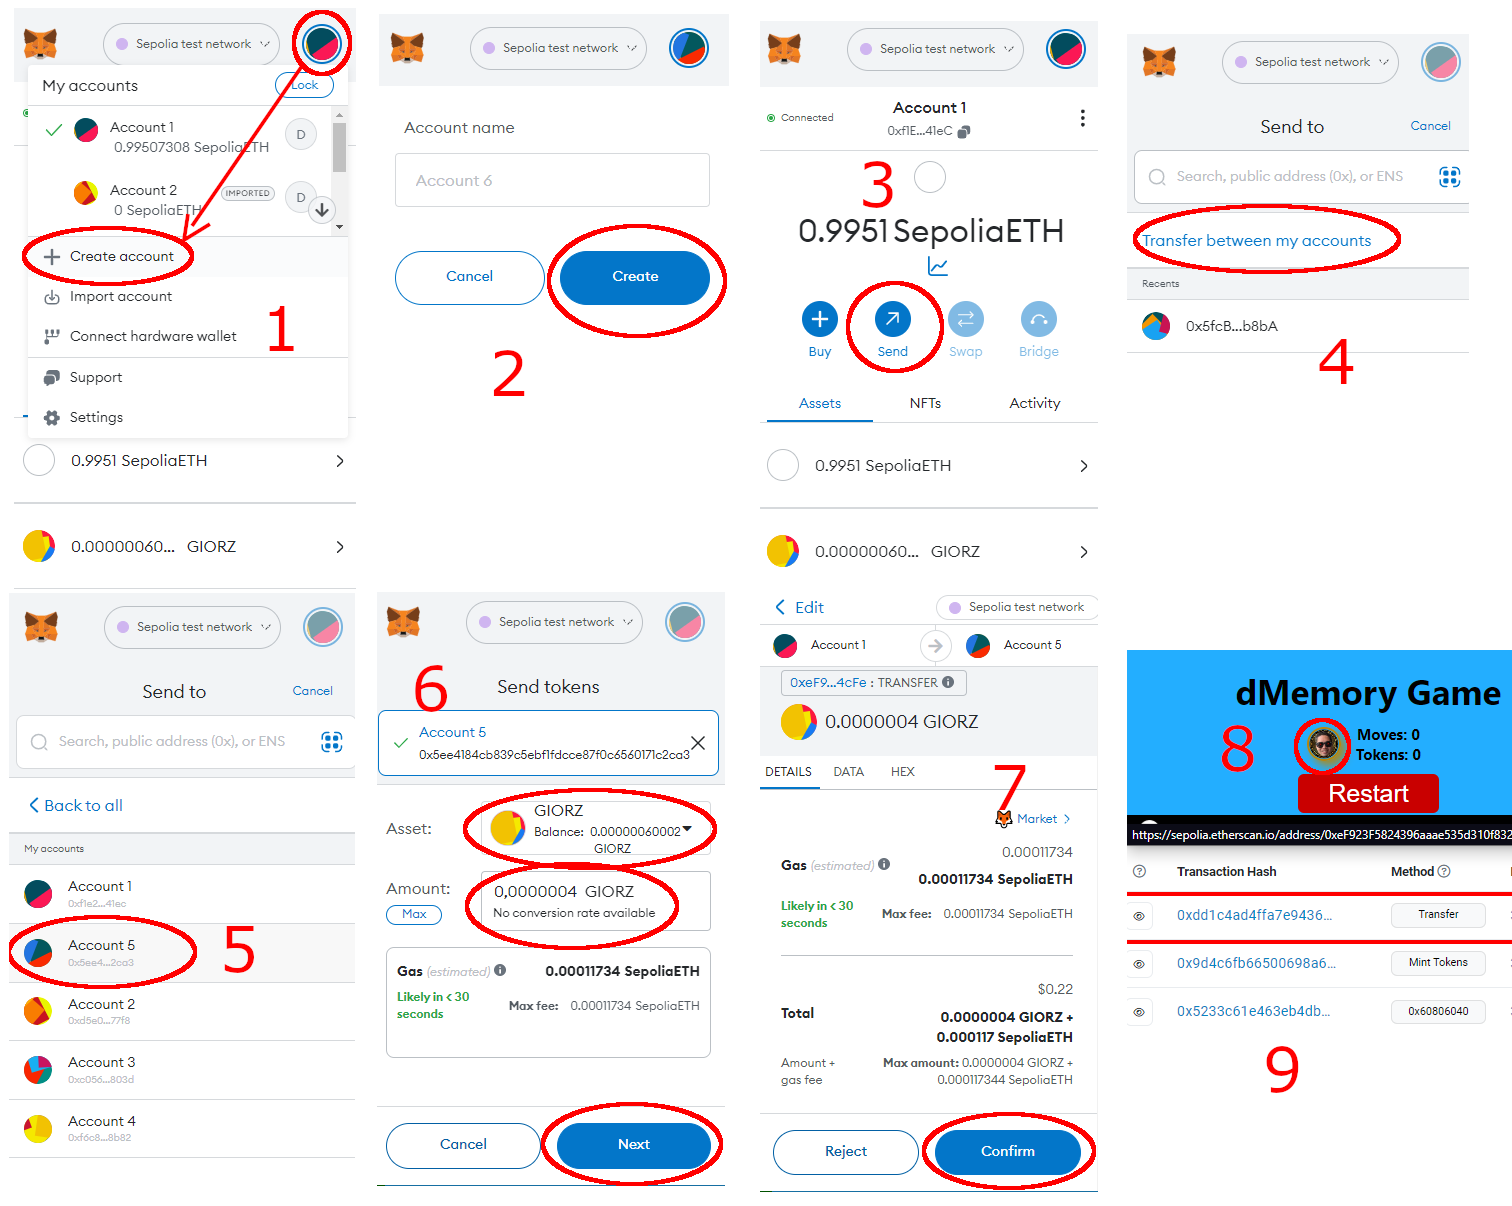 Sepolia test network
My accounts
Lock
Account 1
0.99507308 SepoliaETH
D
Account 2
IMPORTED
0 SepoliaETH
D
Create account
Import account
Connect hardware wallet
Support
Settings
1
0.9951 SepoliaETH
0.00000060... GIORZ
Sepolia test network
Account name
Account 6
Cancel
Create
2
Sepolia test network
Connected
Account 1
0xf1E...41eC
3
0.9951 SepoliaETH
Buy
Send
Swap
Bridge
Assets
NFTs
Activity
0.9951 SepoliaETH
0.00000060... GIORZ
Sepolia test network
Send to
Cancel
Search, public address (0x), or ENS
Transfer between my accounts
Recents
0x5fcB...b8bA
4
Sepolia test network
Send to
Cancel
Search, public address (0x), or ENS
Back to all
My accounts
Account 1
0xf1e2...41ec
Account 5
0x5ee4...2ca3
5
Account 2
0xd5e0...77f8
Account 3
0xc056...803d
Account 4
0xf6c8...8b82
Sepolia test network
6
Send tokens
Account 5
0x5ee4184cb839c5ebf1fdcce87f0c6560171c2ca3
Asset:
GIORZ
Balance: 0.00000060002
GIORZ
Amount:
Max
0,0000004 GIORZ
No conversion rate available
Gas (estimated) 0.00011734 SepoliaETH
Likely in < 30
seconds
Max fee: 0.00011734 SepoliaETH
Cancel
Next
Edit
Sepolia test network
Account 1
Account 5
0xeF9...4cFe : TRANSFER
0.0000004 GIORZ
DETAILS
DATA
HEX
7
Market >
0.00011734
Gas (estimated)
0.00011734 SepoliaETH
Likely in < 30
seconds
Max fee: 0.00011734 SepoliaETH
$0.22
Total
0.0000004 GIORZ +
0.000117 SepoliaETH
Amount +
gas fee
Max amount: 0.0000004 GIORZ +
0.000117344 SepoliaETH
Reject
Confirm
dMemory Game
8
Moves: 0
Tokens: 0
Restart
https://sepolia.etherscan.io/address/0xeF923F5824396aaae535d310f832
Transaction Hash
Method
0xdd1c4ad4ffa7e9436...
Transfer
0x9d4c6fb66500698a6...
Mint Tokens
0x5233c61e463eb4db...
0x60806040
9